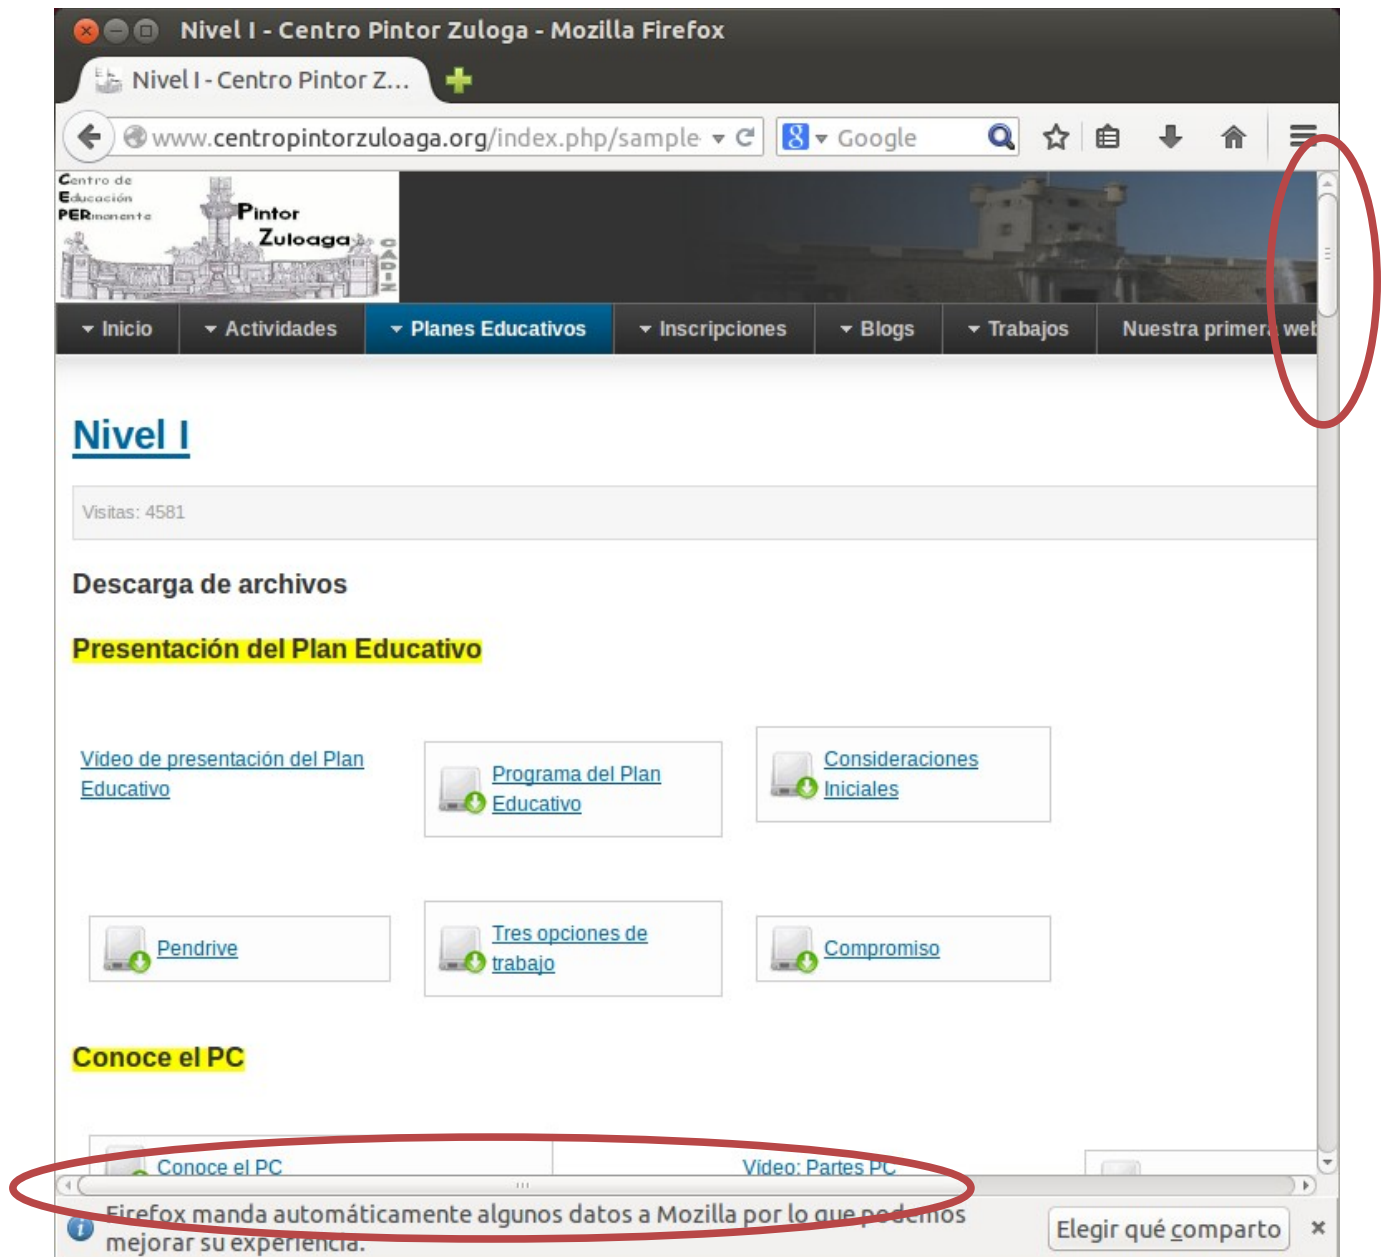 Nivel I - Centro Pintor Zuloga - Mozilla Firefox
Nivel I - Centro Pintor Z...
www.centropintorzuloaga.org/index.php/sample
8
Google
Centro de
Educación
PERmanente
Pintor
Zuloaga
CADIZ
Inicio
Actividades
Planes Educativos
Inscripciones
Blogs
Trabajos
Nuestra primera web
Nivel I
Visitas: 4581
Descarga de archivos
Presentación del Plan Educativo
Vídeo de presentación del Plan
Educativo
Programa del Plan
Educativo
Consideraciones
Iniciales
Pendrive
Tres opciones de
trabajo
Compromiso
Conoce el PC
Conoce el PC
Vídeo: Partes PC
Firefox manda automáticamente algunos datos a Mozilla por lo que podemos
mejorar su experiencia.
Elegir qué comparto